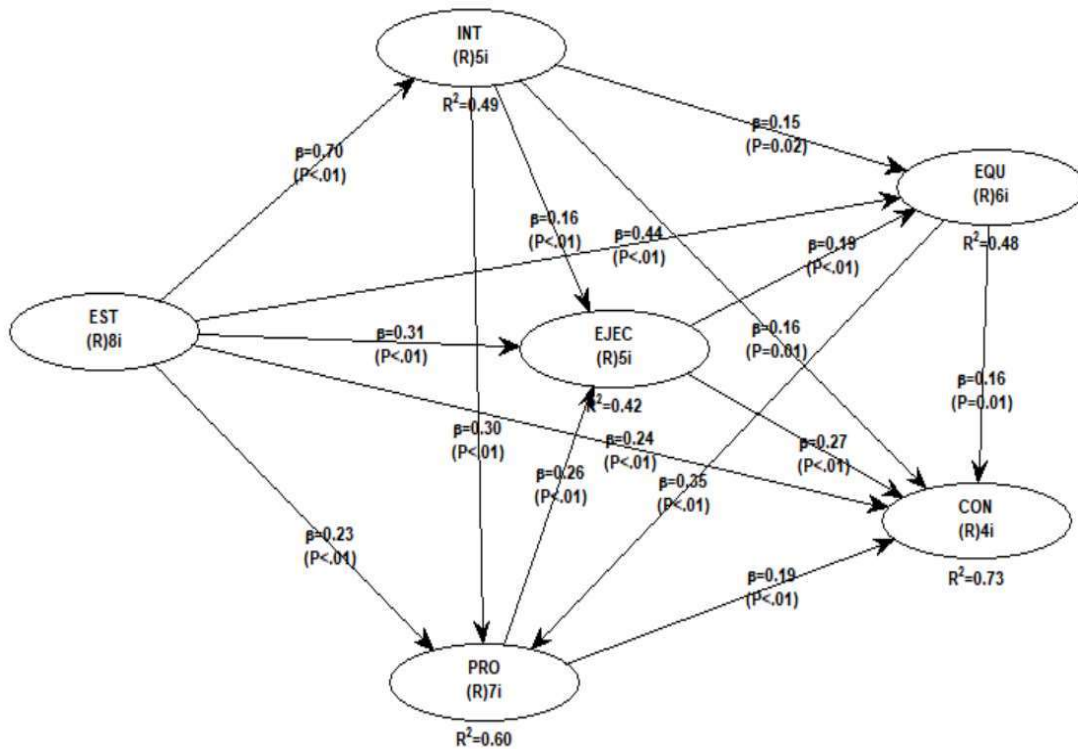 INT
(R)5i
R²=0.49
β=0.15
(P=0.02)
β=0.70
(P<.01)
EQU
(R)6i
R²=0.48
β=0.16
(P<.01)
β=0.44
(P<.01)
β=0.19
(P<.01)
EST
(R)8i
β=0.31
(P<.01)
EJEC
(R)5i
R²=0.42
β=0.16
(P=0.01)
β=0.16
(P=0.01)
β=0.30
(P<.01)
β=0.24
(P<.01)
β=0.27
(P<.01)
β=0.26
(P<.01)
β=0.35
(P<.01)
CON
(R)4i
R²=0.73
β=0.23
(P<.01)
β=0.19
(P<.01)
PRO
(R)7i
R²=0.60